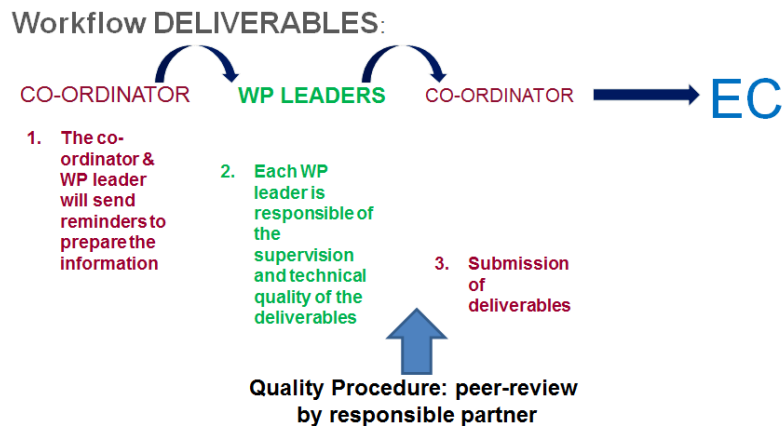 Workflow DELIVERABLES:
CO-ORDINATOR
WP LEADERS
CO-ORDINATOR
EC
1. The co-
ordinator &
WP leader
will send
reminders to
prepare the
information
2. Each WP
leader is
responsible of
the
supervision
and technical
quality of the
deliverables
3. Submission
of
deliverables
Quality Procedure: peer-review
by responsible partner